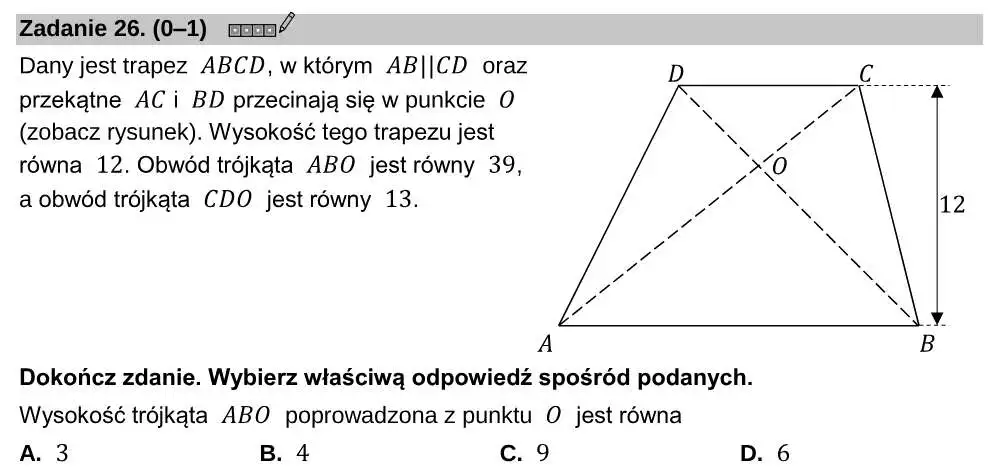 Zadanie 26. (0–1)
Dany jest trapez ABCD, w którym AB||CD oraz
przekątne AC i BD przecinają się w punkcie O
(zobacz rysunek). Wysokość tego trapezu jest
równa 12. Obwód trójkąta ABO jest równy 39,
a obwód trójkąta CDO jest równy 13.
D C
O
12
A B
Dokończ zdanie. Wybierz właściwą odpowiedź spośród podanych.
Wysokość trójkąta ABO poprowadzona z punktu O jest równa
A. 3 B. 4 C. 9 D. 6